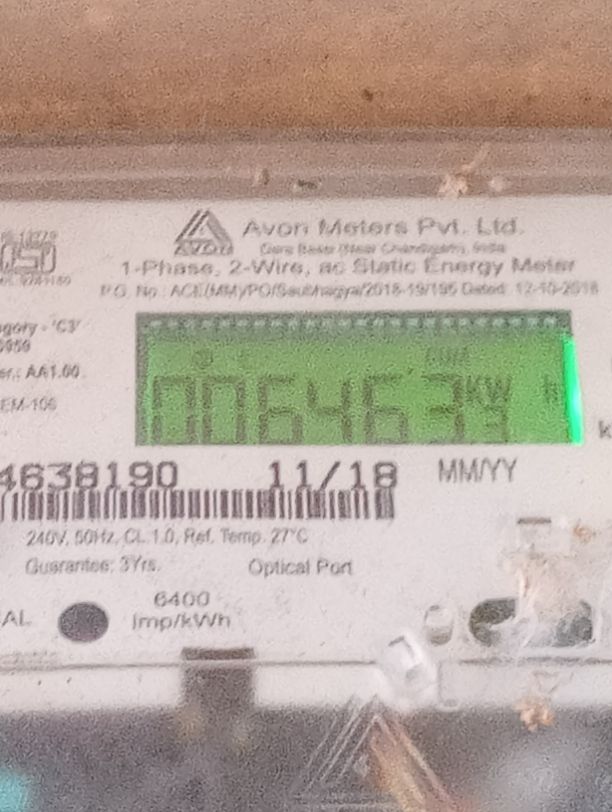 AVON
Avon Meters Pvt. Ltd.
1-Phase, 2-Wire, ac Static Energy Meter
P.O. No.: ACE(MM)/PO/Saubhagya/2018-19/195 Dated: 12-10-2018
gory - 'C3'
er.: AA1.00
EM-106
CUM
KW h
k
4638190 11/18 MM/YY
240V, 50Hz, CL 1.0, Ref. Temp. 27°C
Guarantee: 3Yrs. Optical Port
AL 6400
Imp/kWh